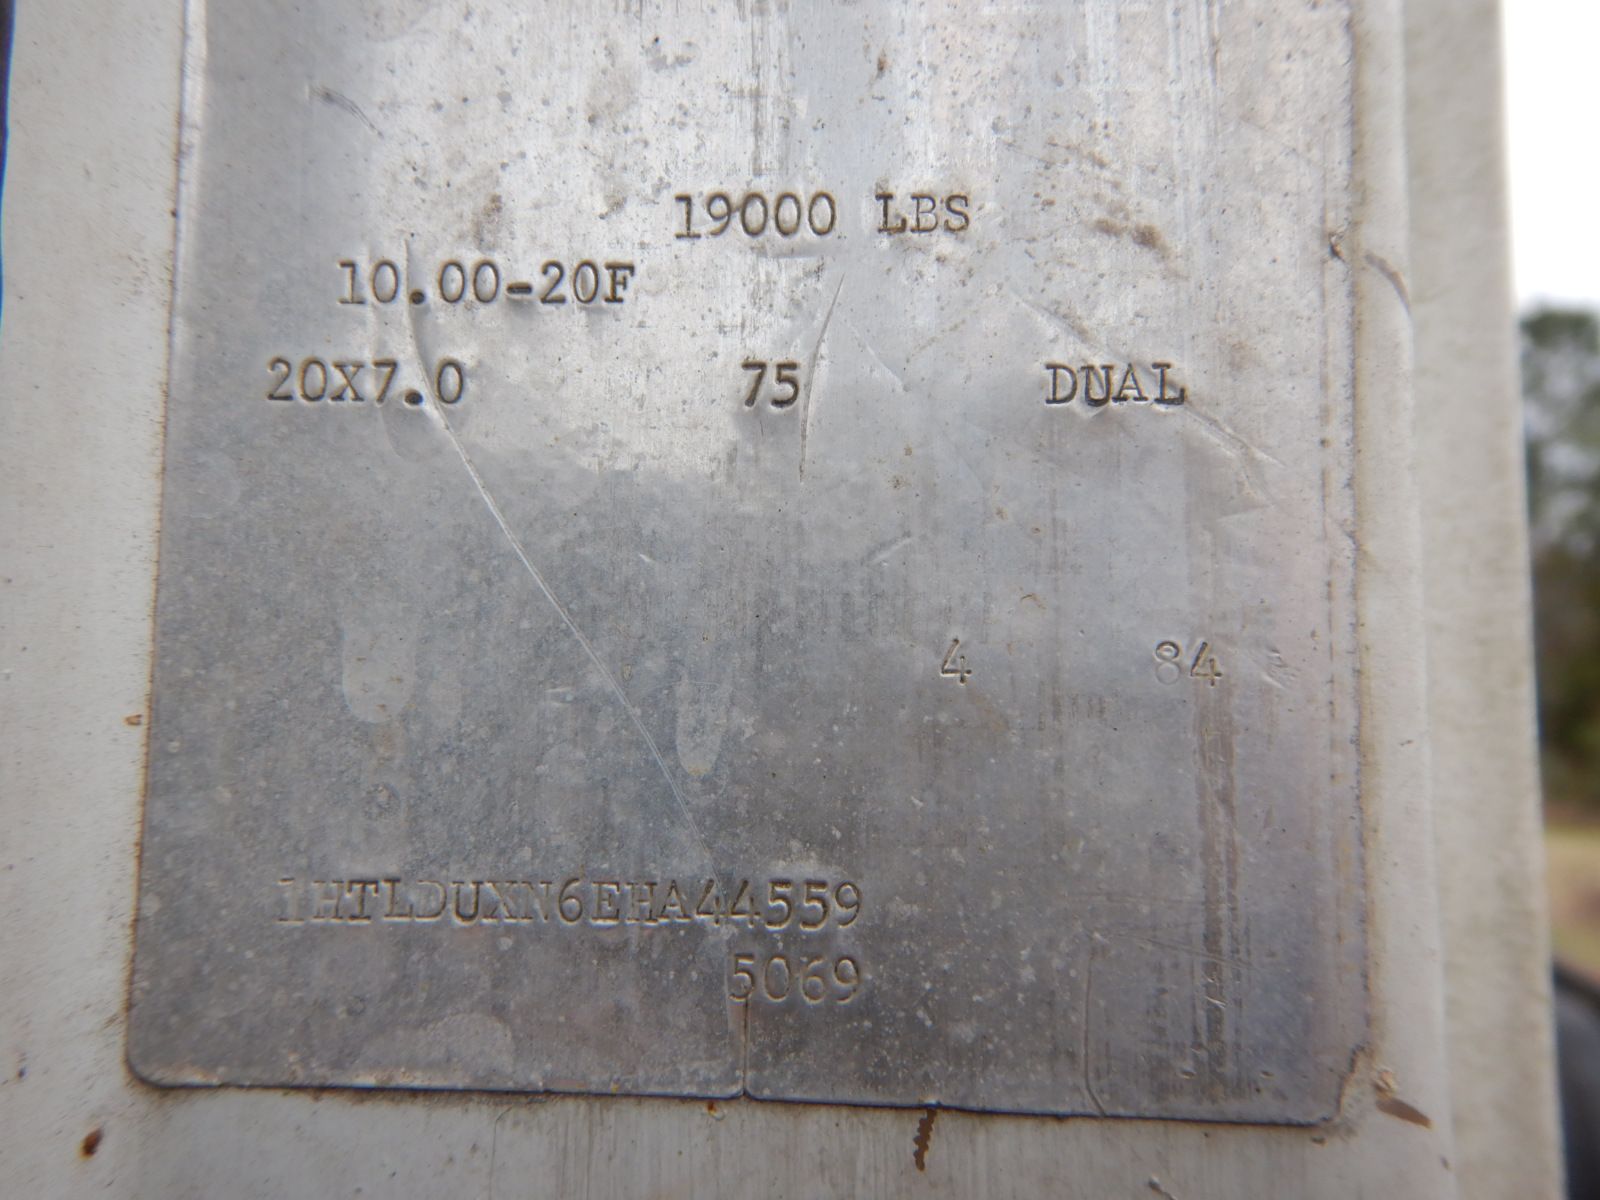 19000 LBS
10.00-20F
20X7.0 75 DUAL
4 84
1HTLDUXN6EHA44559
5069